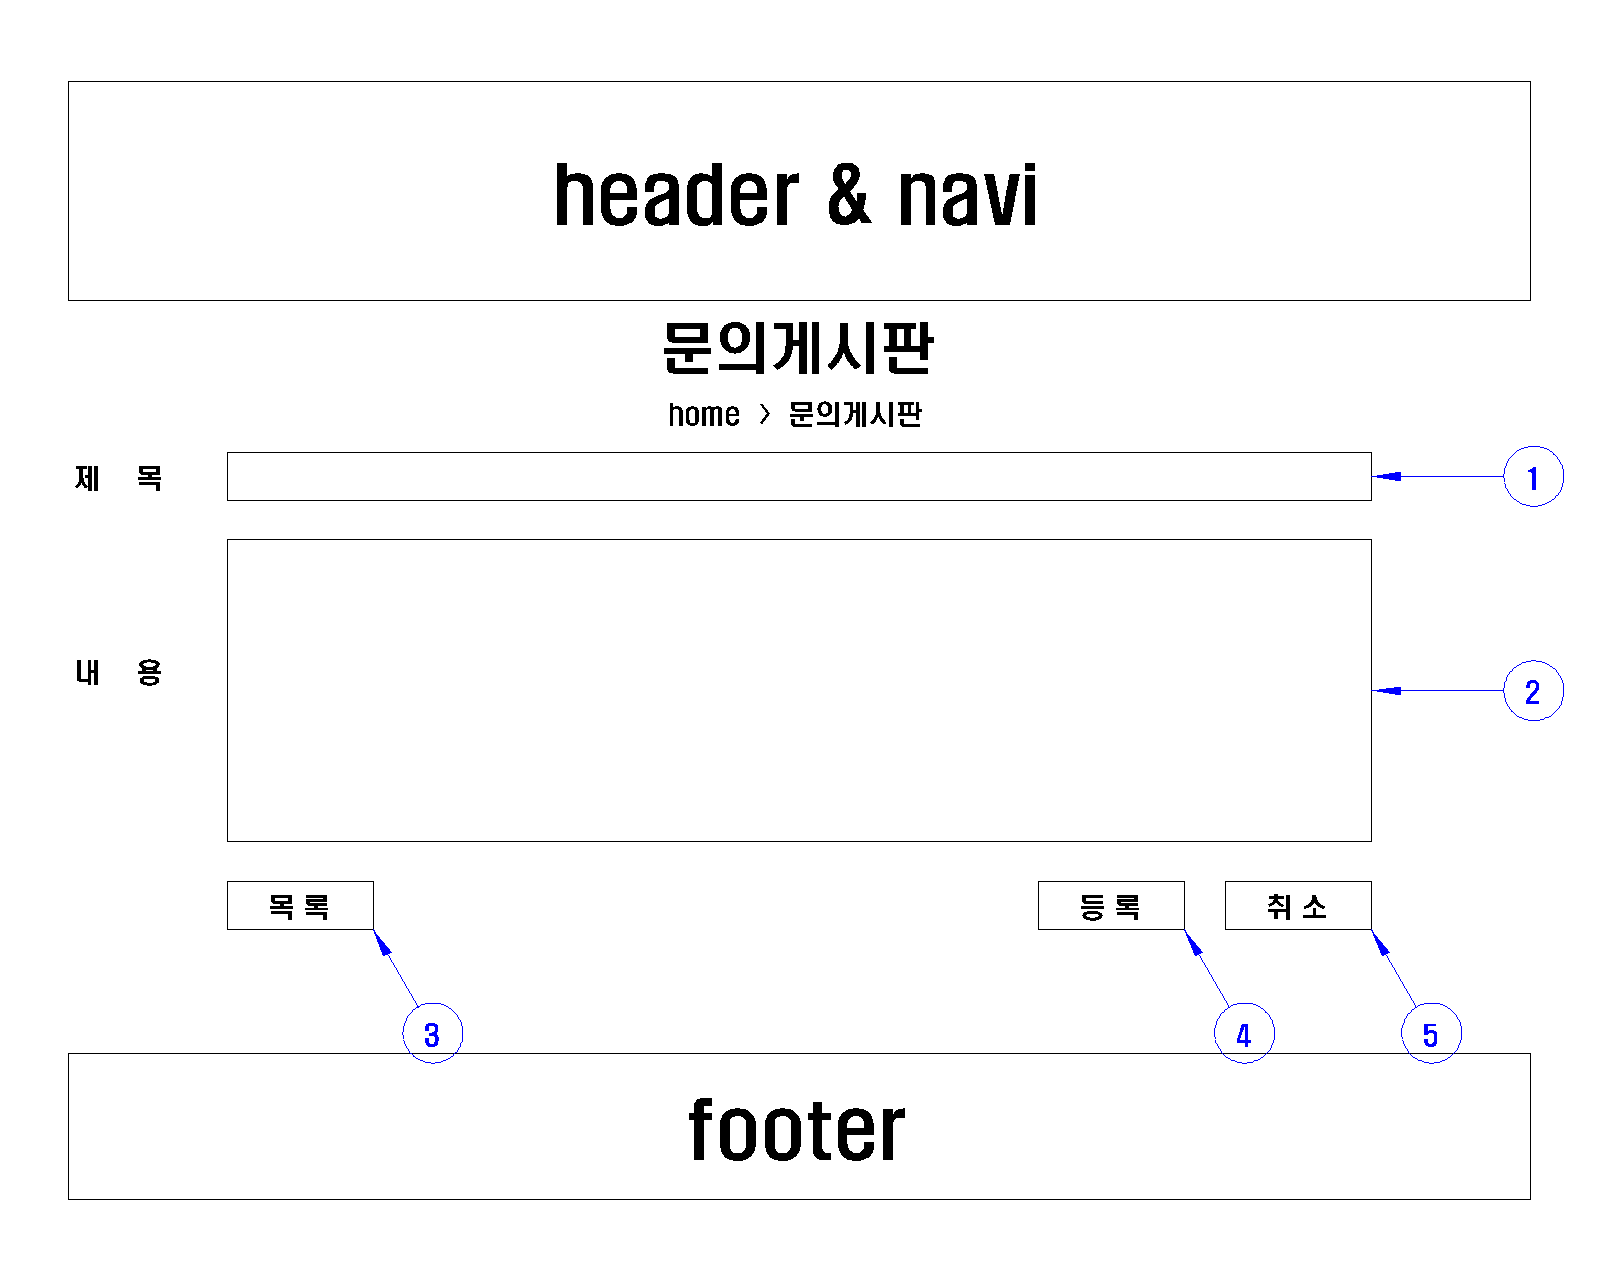 header & navi
문의게시판
home > 문의게시판
제 목
1
내 용
2
목 록
등 록
취 소
3
4
5
footer